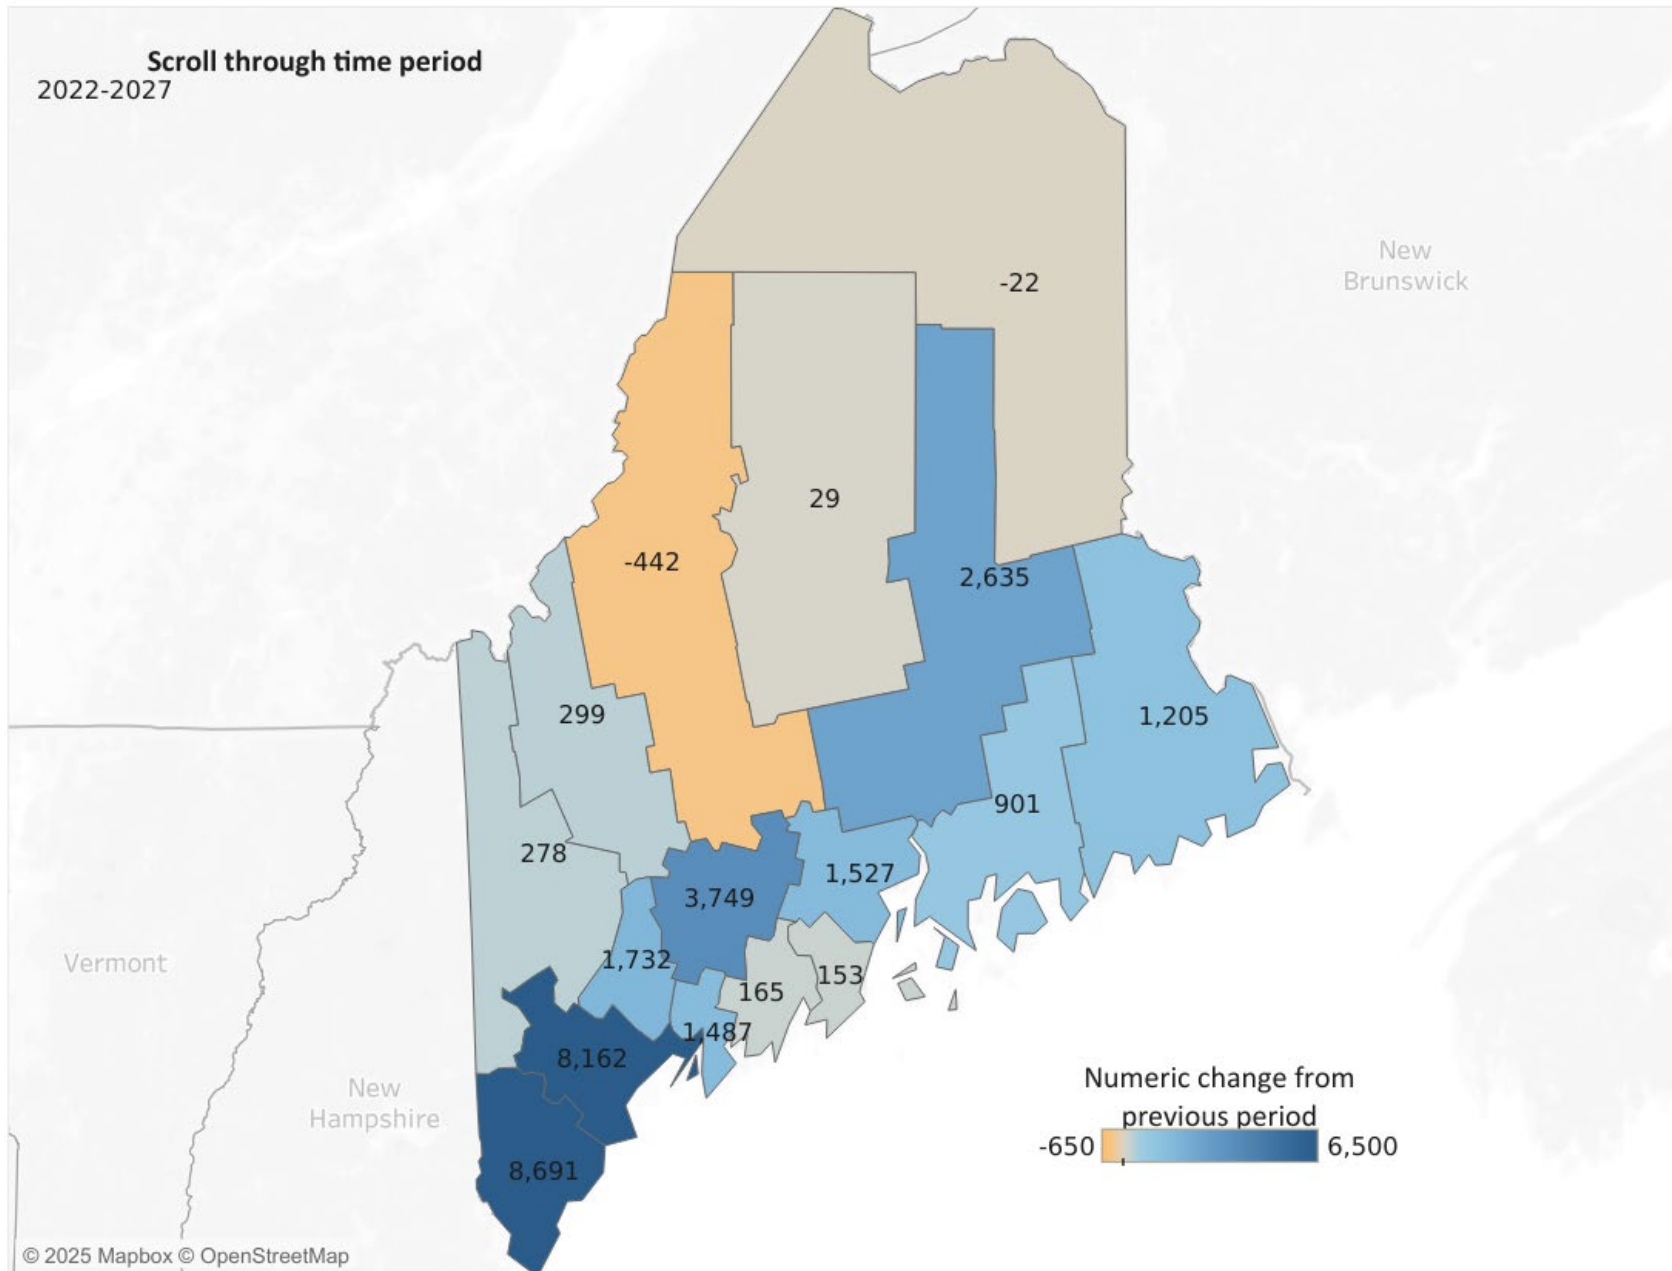 Scroll through time period
2022-2027
New
Brunswick
-22
29
-442
2,635
299
1,205
901
278
1,527
3,749
1,732
153
165
1,487
8,162
Vermont
New
Hampshire
8,691
Numeric change from
previous period
-650
6,500
© 2025 Mapbox © OpenStreetMap